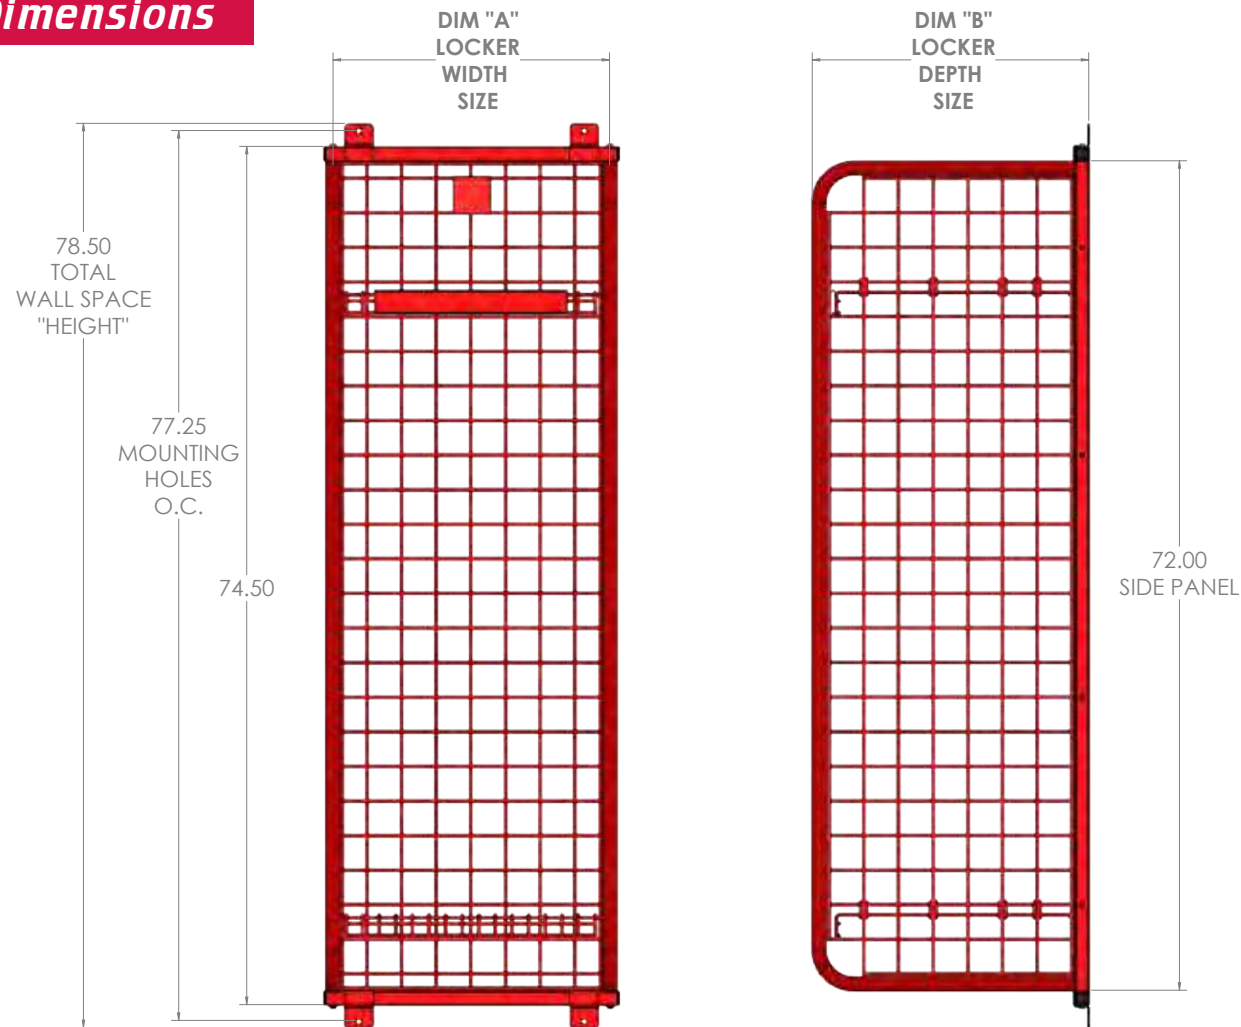 Dimensions
DIM "A"
LOCKER
WIDTH
SIZE
DIM "B"
LOCKER
DEPTH
SIZE
78.50
TOTAL
WALL SPACE
"HEIGHT"
77.25
MOUNTING
HOLES
O.C.
74.50
72.00
SIDE PANEL